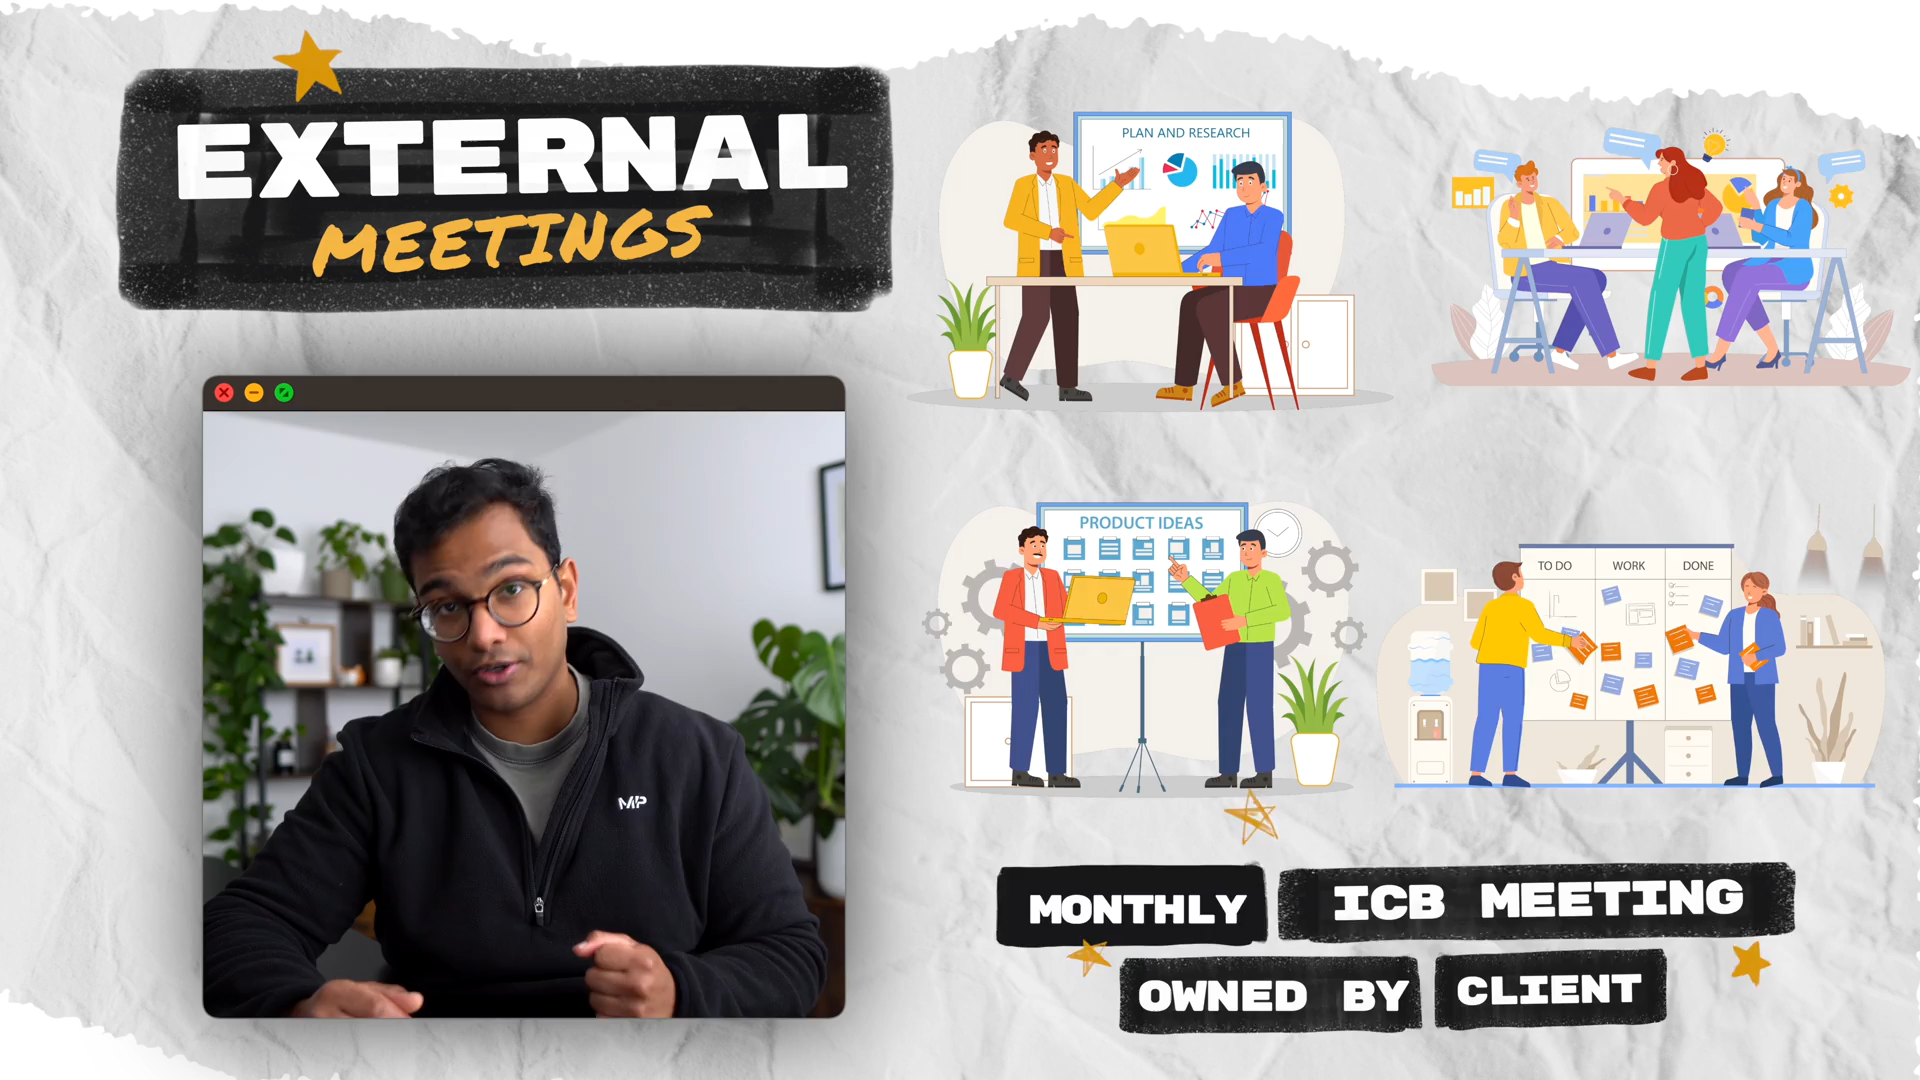 EXTERNAL
MEETINGS
PLAN AND RESEARCH
PRODUCT IDEAS
TO DO
WORK
DONE
MP
MONTHLY
ICB MEETING
OWNED BY
CLIENT